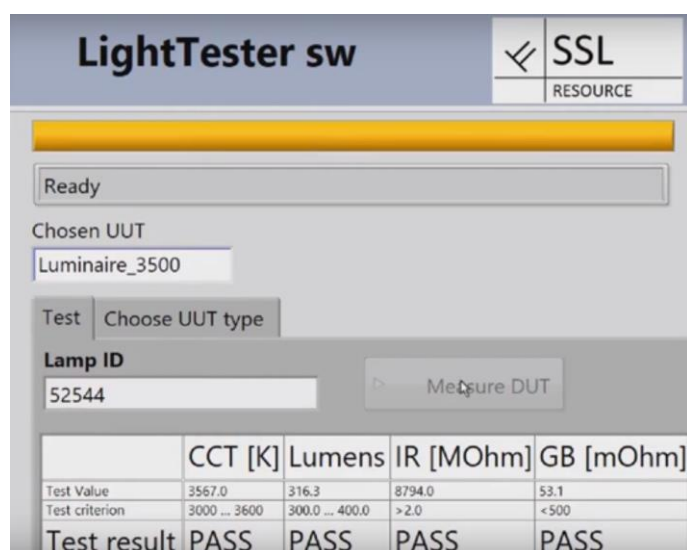 LightTester sw
SSL
RESOURCE
Ready
Chosen UUT
Luminaire_3500
Test Choose UUT type
Lamp ID
52544
Measure DUT
CCT [K] Lumens IR [MOhm] GB [mOhm]
Test Value 3567.0 316.3 8794.0 53.1
Test criterion 3000 ... 3600 300.0 ... 400.0 >2.0 <500
Test result PASS PASS PASS PASS